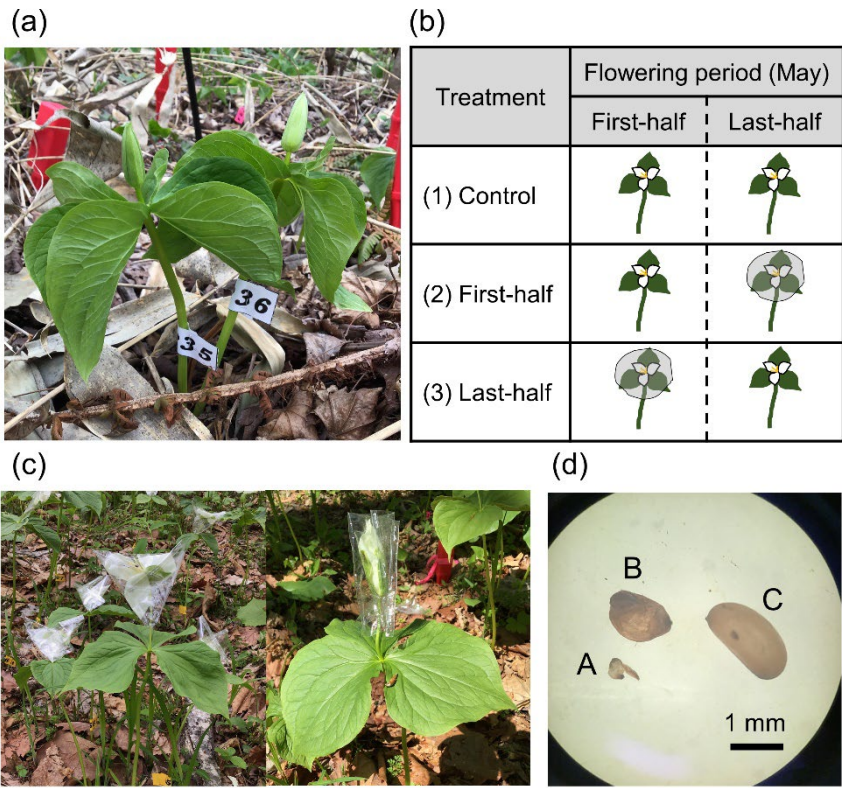 (a)
36
35
(b)
Treatment
Flowering period (May)
First-half
Last-half
(1) Control
(2) First-half
(3) Last-half
(c)
(d)
B
C
A
1 mm